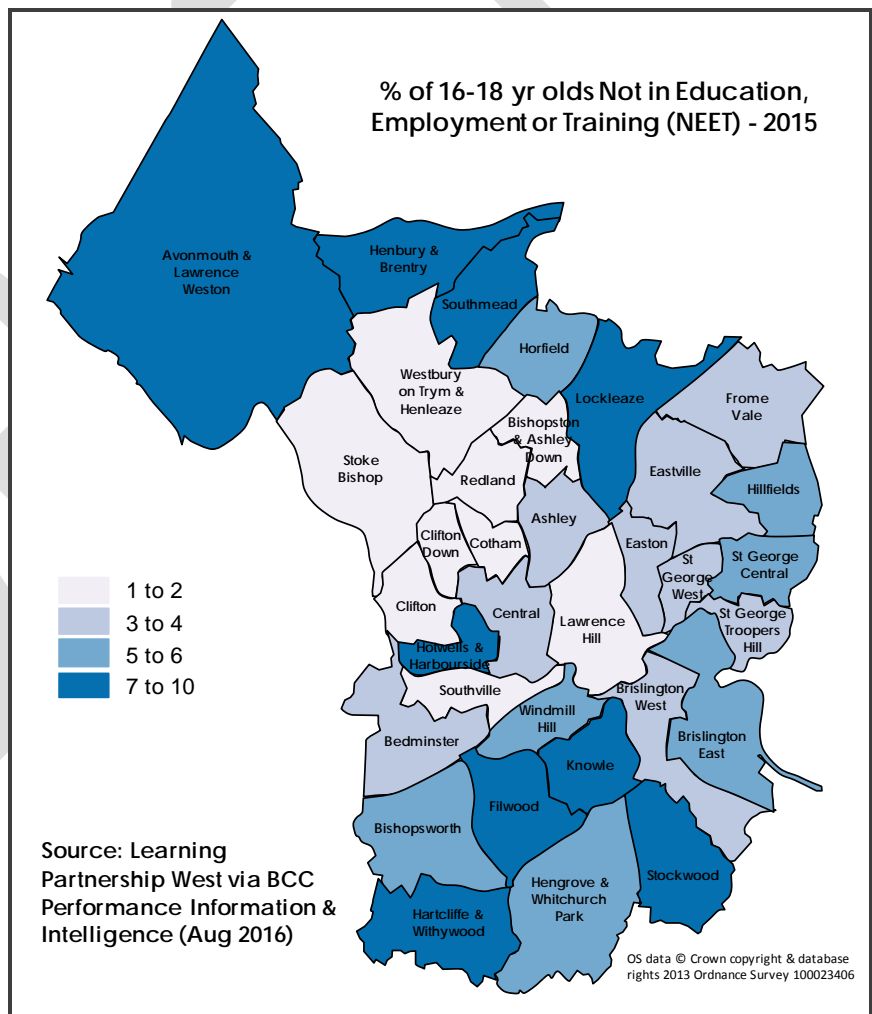 % of 16-18 yr olds Not in Education,
Employment or Training (NEET) - 2015
Avonmouth &
Lawrence
Weston
Henbury &
Brentry
Southmead
Horfield
Westbury
on Trym &
Henleaze
Lockleaze
Frome
Vale
Bishopston
& Ashley
Down
Stoke
Bishop
Redland
Eastville
Hillfields
Ashley
Clifton
Down
Cotham
Easton
St
George
West
St George
Central
1 to 2
3 to 4
5 to 6
7 to 10
Clifton
Central
Lawrence
Hill
St George
Troopers
Hill
Hotwells &
Harbourside
Southville
Brislington
West
Windmill
Hill
Bedminster
Brislington
East
Knowle
Filwood
Bishopsworth
Stockwood
Hengrove &
Whitchurch
Park
Hartcliffe &
Withywood
Source: Learning
Partnership West via BCC
Performance Information &
Intelligence (Aug 2016)
OS data © Crown copyright & database
rights 2013 Ordnance Survey 100023406